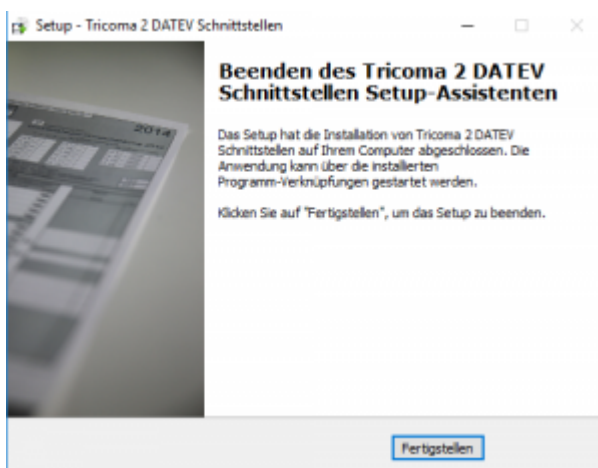 Setup - Tricoma 2 DATEV Schnittstellen
2014
Beenden des Tricoma 2 DATEV
Schnittstellen Setup-Assistenten
Das Setup hat die Installation von Tricoma 2 DATEV
Schnittstellen auf Ihrem Computer abgeschlossen. Die
Anwendung kann über die installierten
Programm-Verknüpfungen gestartet werden.
Klicken Sie auf "Fertigstellen", um das Setup zu beenden.
Fertigstellen